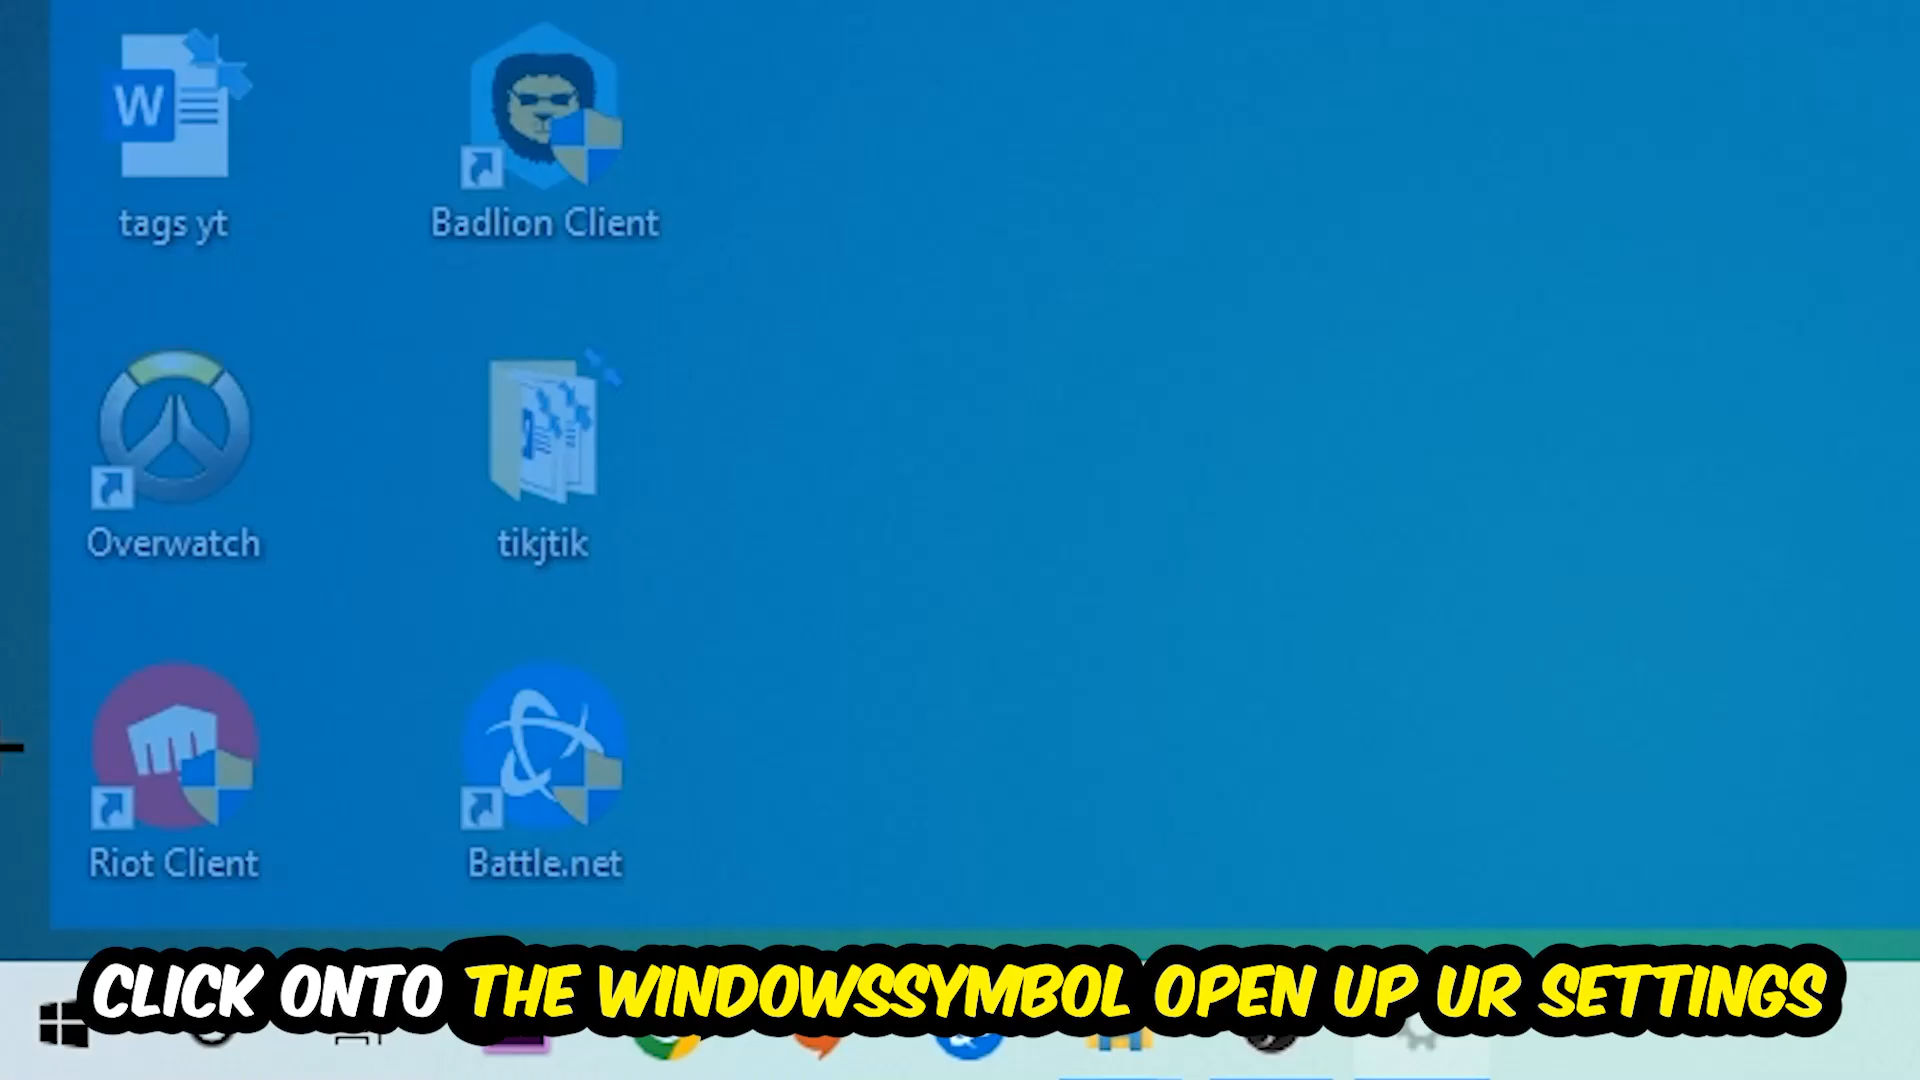 tags yt
Badlion Client
Overwatch
tikjtik
Riot Client
Battle.net
CLICK ONTO THE WINDOWSSYMBOL OPEN UP UR SETTINGS